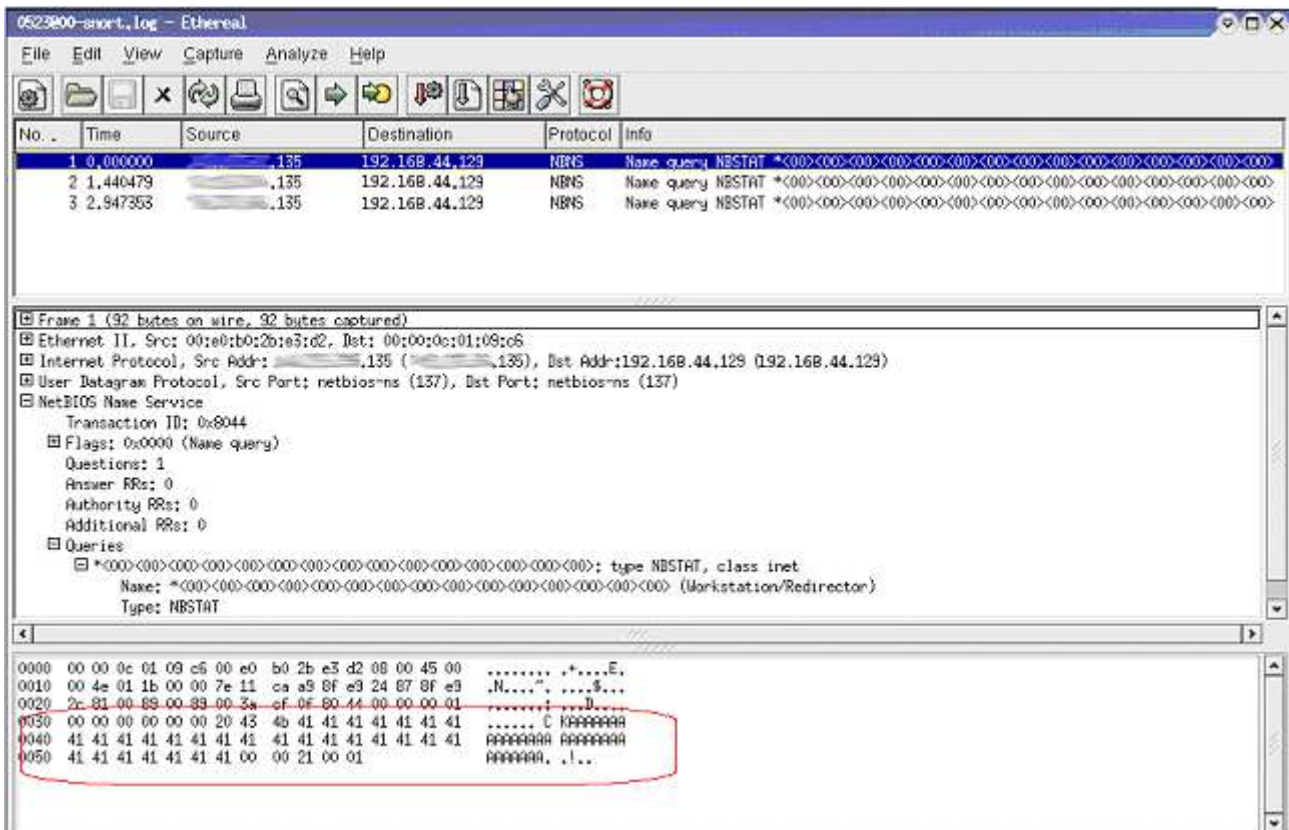 0523@00-snort.log - Ethereal
File Edit View Capture Analyze Help
No. . Time Source Destination Protocol Info
1 0.000000 .135 192.168.44.129 NBNS Name query NBSTAT *<00><00><00><00><00><00><00><00><00><00><00><00><00><00><00>
2 1.440479 .135 192.168.44.129 NBNS Name query NBSTAT *<00><00><00><00><00><00><00><00><00><00><00><00><00><00><00>
3 2.947353 .135 192.168.44.129 NBNS Name query NBSTAT *<00><00><00><00><00><00><00><00><00><00><00><00><00><00><00>
Frame 1 (92 bytes on wire, 92 bytes captured)
Ethernet II, Src: 00:e0:b0:2b:e3:d2, Dst: 00:00:0c:01:09:c6
Internet Protocol, Src Addr: .135 ( .135), Dst Addr:192.168.44.129 (192.168.44.129)
User Datagram Protocol, Src Port: netbios-ns (137), Dst Port: netbios-ns (137)
NetBIOS Name Service
Transaction ID: 0x8044
Flags: 0x0000 (Name query)
Questions: 1
Answer RRs: 0
Authority RRs: 0
Additional RRs: 0
Queries
*<00><00><00><00><00><00><00><00><00><00><00><00><00><00><00>: type NBSTAT, class inet
Name: *<00><00><00><00><00><00><00><00><00><00><00><00><00><00><00> (Workstation/Redirector)
Type: NBSTAT
0000 00 00 0c 01 09 c6 00 e0 b0 2b e3 d2 08 00 45 00 ........ .+....E.
0010 00 4e 01 1b 00 00 7e 11 ca a9 8f e9 24 87 8f e9 .N....~. ....$...
0020 2c 81 00 89 00 89 00 3a cf 0f 80 44 00 00 00 01 ,......: ...D....
0030 00 00 00 00 00 00 20 43 4b 41 41 41 41 41 41 41 ...... C KAAAAAAA
0040 41 41 41 41 41 41 41 41 41 41 41 41 41 41 41 41 AAAAAAAA AAAAAAAA
0050 41 41 41 41 41 41 41 00 00 21 00 01 AAAAAAA. .!..